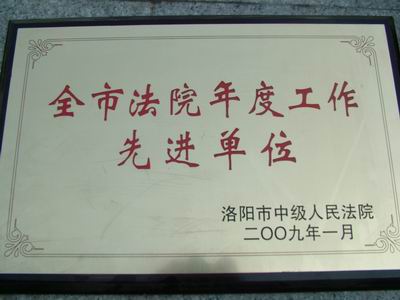 全市法院年度工作
先进单位
洛阳市中级人民法院
二〇〇九年一月